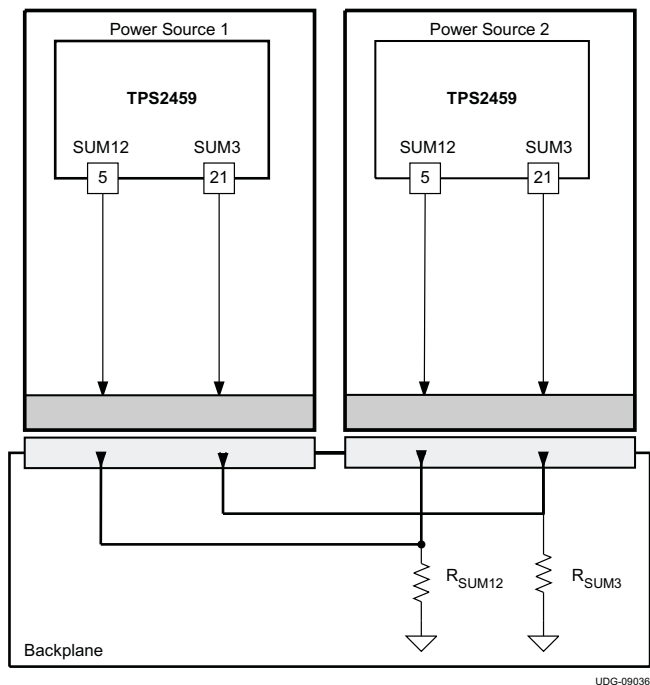 Power Source 1
Power Source 2
TPS2459
TPS2459
SUM12
SUM3
SUM12
SUM3
5
21
5
21
RSUM12
RSUM3
Backplane
UDG-09036